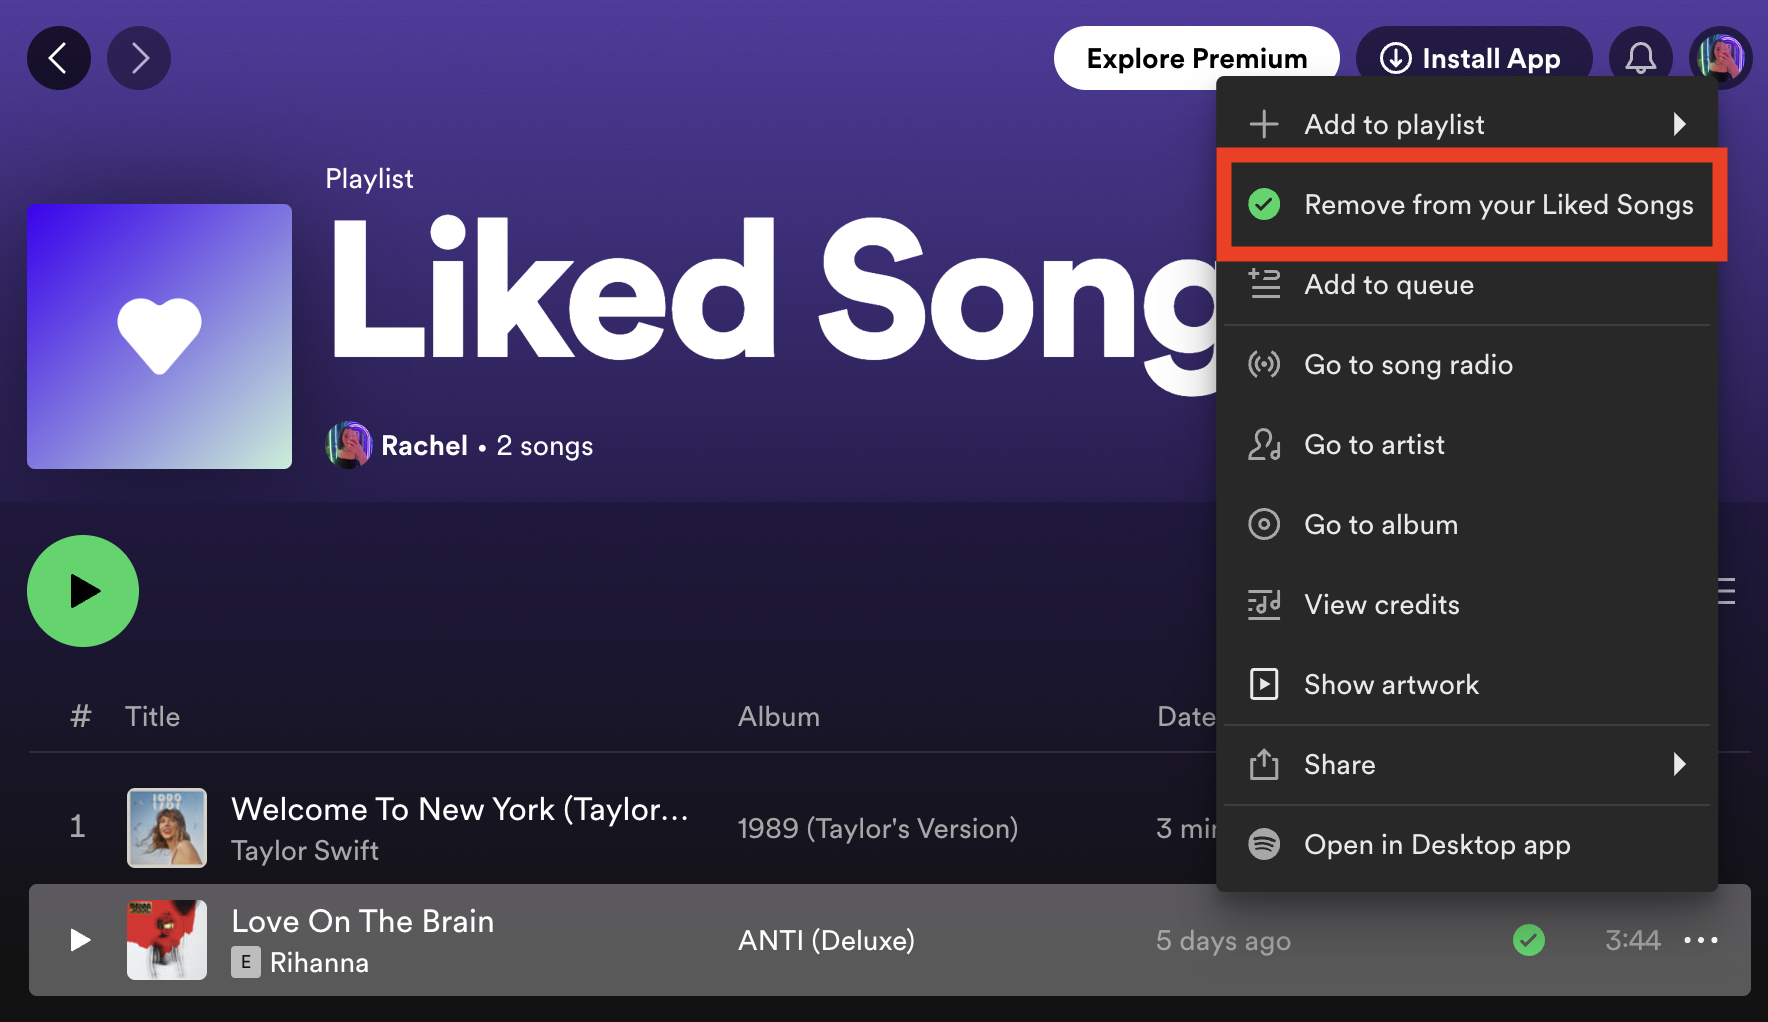 Explore Premium
Install App
Add to playlist
Remove from your Liked Songs
Add to queue
Go to song radio
Go to artist
Go to album
View credits
Show artwork
Share
Open in Desktop app
Playlist
Liked Song
Rachel • 2 songs
# Title Album Date
1 Welcome To New York (Taylor... 1989 (Taylor's Version) 3 min
Taylor Swift
Love On The Brain ANTI (Deluxe) 5 days ago 3:44
E Rihanna